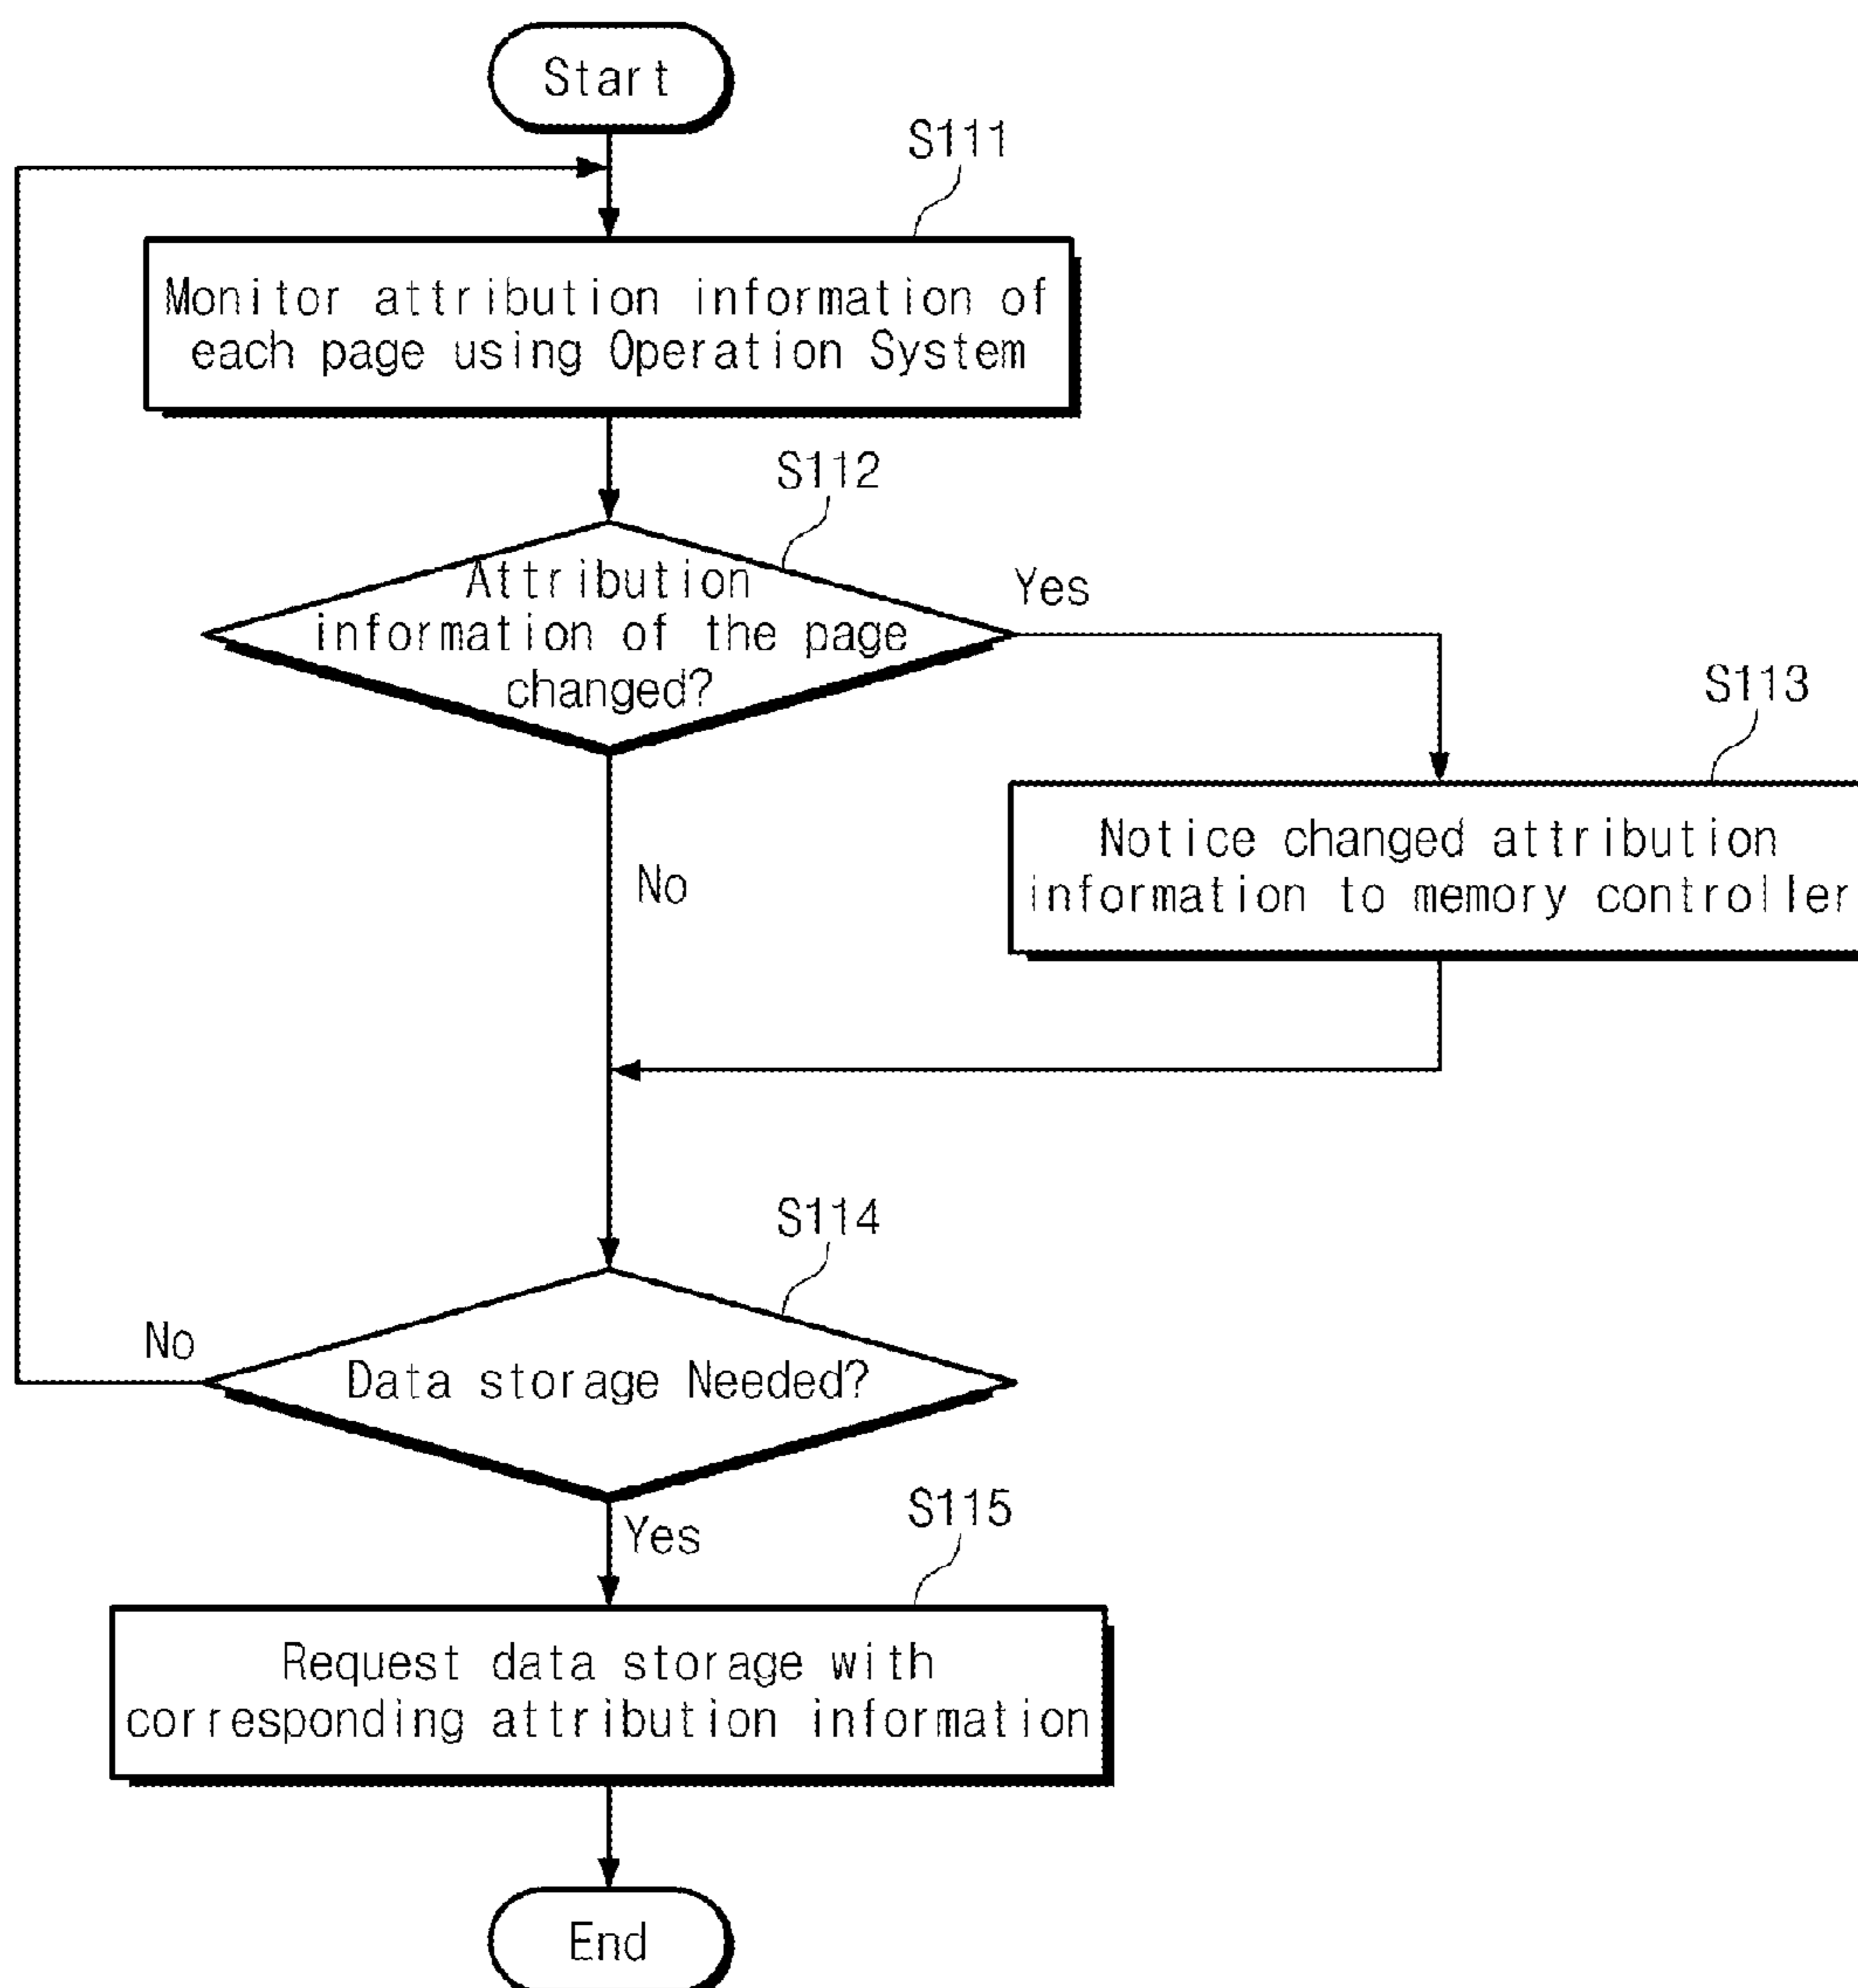 Start
S111
Monitor attribution information of
each page using Operation System
S112
Attribution
information of the page
changed?
Yes
S113
Notice changed attribution
information to memory controller
No
S114
No
Data storage Needed?
Yes
S115
Request data storage with
corresponding attribution information
End